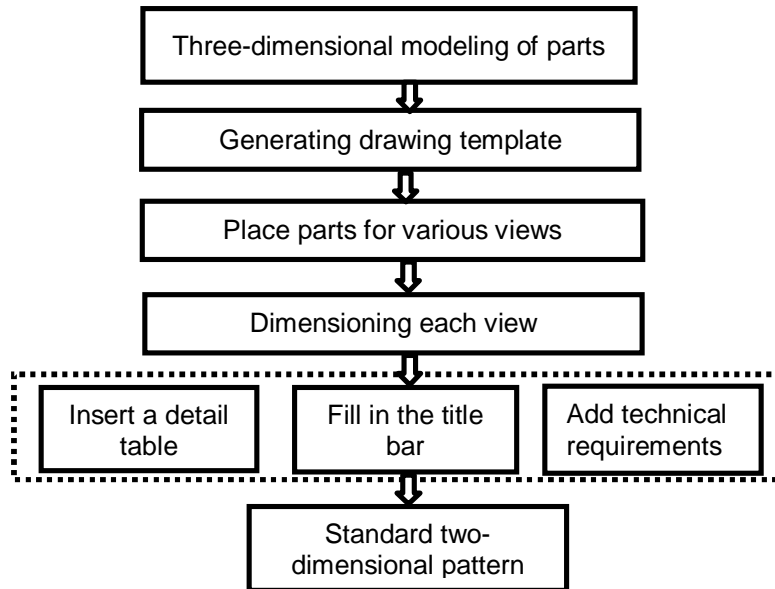 Three-dimensional modeling of parts
Generating drawing template
Place parts for various views
Dimensioning each view
Insert a detail
table
Fill in the title
bar
Add technical
requirements
Standard two-
dimensional pattern